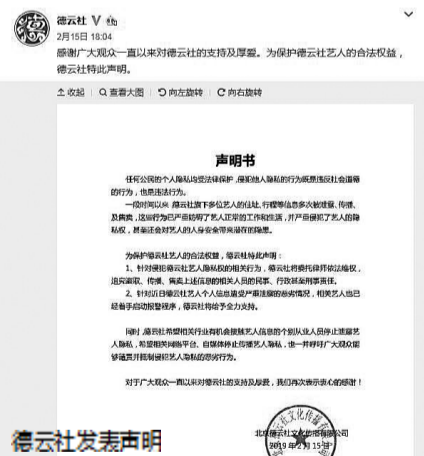 德云社
2月15日 18:04
感谢广大观众一直以来对德云社的支持及厚爱。为保护德云社艺人的合法权益,
德云社特此声明。
收起 查看大图 向左旋转 向右旋转
声明书
任何公民的个人隐私均受法律保护,侵犯他人隐私的行为既是违反社会道德
的行为,也是违法行为。
一段时间以来,德云社旗下多位艺人的住址、行程等信息多次被泄露、传播、
及售卖,这些行为已严重妨碍了艺人正常的工作和生活,并严重侵犯了艺人的隐
私权,甚至还会对艺人的人身安全带来潜在的隐患。
为保护德云社艺人的合法权益,德云社特此声明:
1、针对侵犯德云社艺人隐私权的相关行为,德云社将委托律师依法维权,
追究盗取、传播、售卖上述信息的相关人员的民事、行政甚至刑事责任。
2、针对近日德云社艺人个人信息遭受严重泄露的恶劣情况,相关艺人也已
经着手启动报警程序,德云社将给予全力支持。
同时,德云社希望相关行业有机会接触艺人信息的个别从业人员停止泄露艺
人隐私,希望相关网络平台、自媒体停止传播艺人隐私,也一并呼吁广大观众能
够谴责并抵制侵犯艺人隐私的恶劣行为。
对于广大观众一直以来对德云社的支持及厚爱,我们再次表示衷心的感谢!
北京德云社文化传播有限公司
2019年2月15日
德云社发表声明